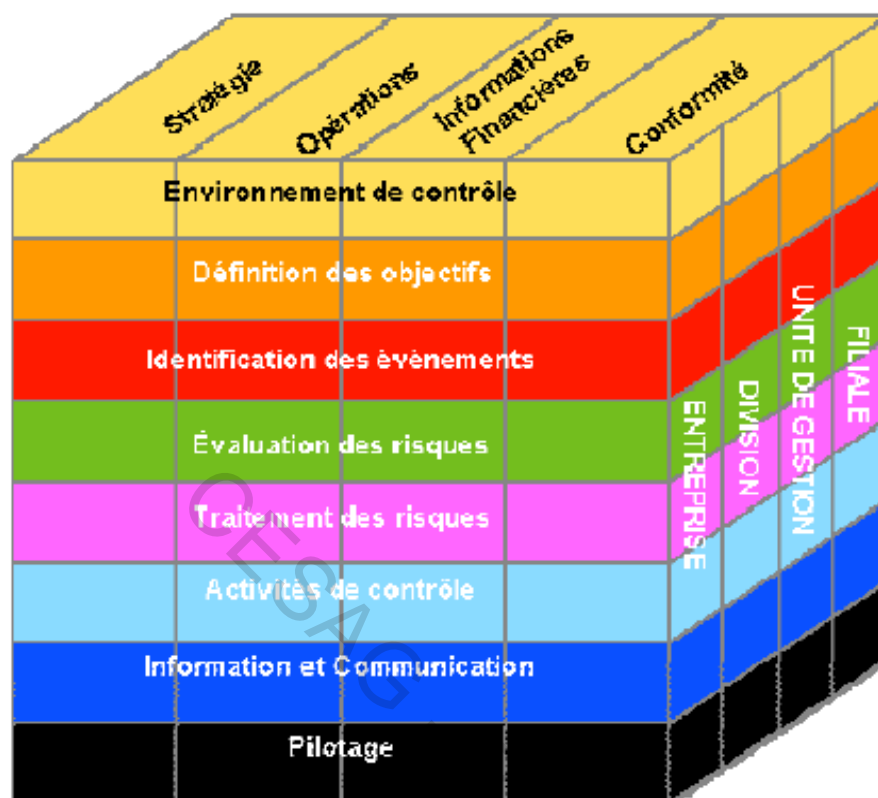 Stratégie
Opérations
Informations
Financières
Conformité
Environnement de contrôle
Définition des objectifs
Identification des évènements
Évaluation des risques
Traitement des risques
Activités de contrôle
Information et Communication
Pilotage
ENTREPRISE
DIVISION
UNITE DE GESTION
FILIALE
CESAG